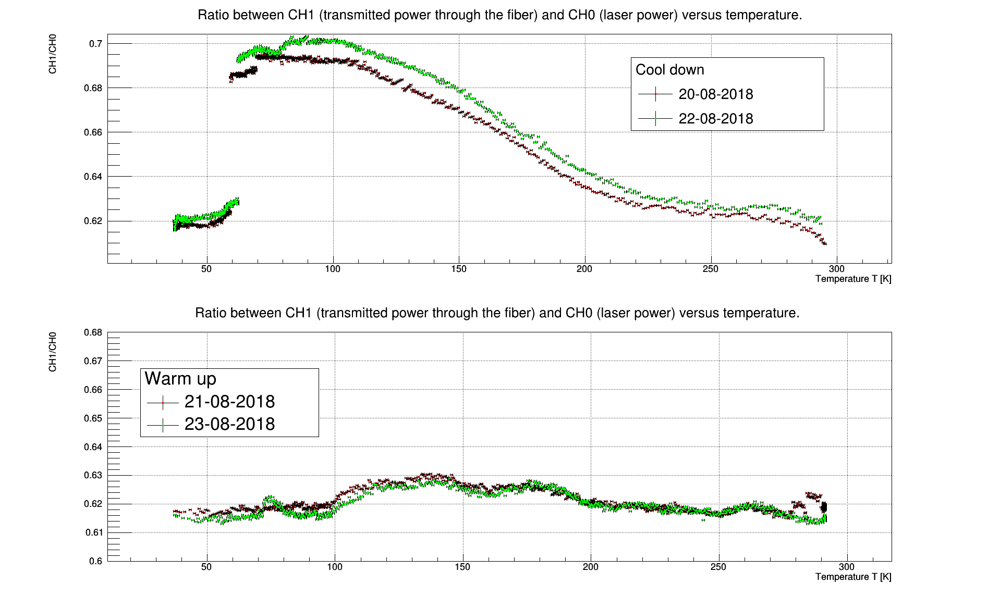 Ratio between CH1 (transmitted power through the fiber) and CH0 (laser power) versus temperature.
CH1/CH0
0.7
0.68
0.66
0.64
0.62
Cool down
20-08-2018
22-08-2018
50 100 150 200 250 300
Temperature T [K]
Ratio between CH1 (transmitted power through the fiber) and CH0 (laser power) versus temperature.
CH1/CH0
0.68
0.67
0.66
0.65
0.64
0.63
0.62
0.61
0.6
Warm up
21-08-2018
23-08-2018
50 100 150 200 250 300
Temperature T [K]